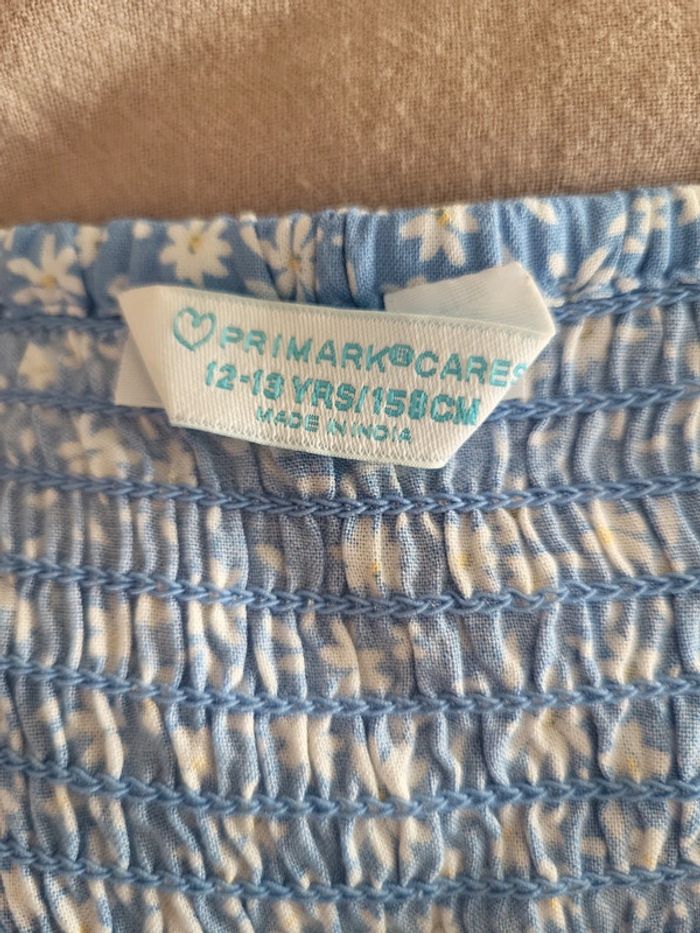 PRIMARK® CARES
12-13 YRS/158CM
MADE IN INDIA